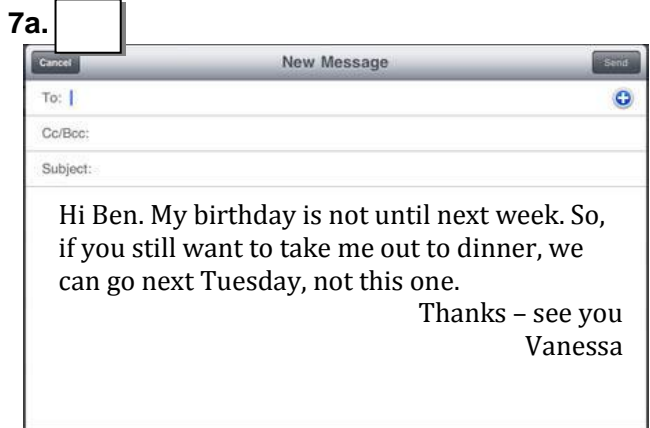 7a.
Cancel New Message Send
To:
Cc/Bcc:
Subject:
Hi Ben. My birthday is not until next week. So,
if you still want to take me out to dinner, we
can go next Tuesday, not this one.
Thanks – see you
Vanessa